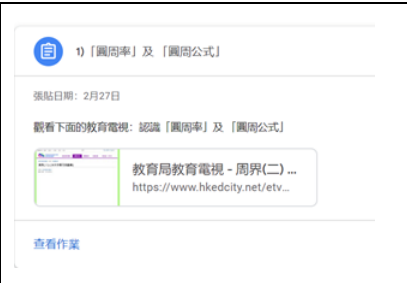 1)「圓周率」及 「圓周公式」
張貼日期: 2月27日
觀看下面的教育電視: 認識「圓周率」及 「圓周公式」
教育局教育電視 - 周界(二) ...
https://www.hkedcity.net/etv...
查看作業